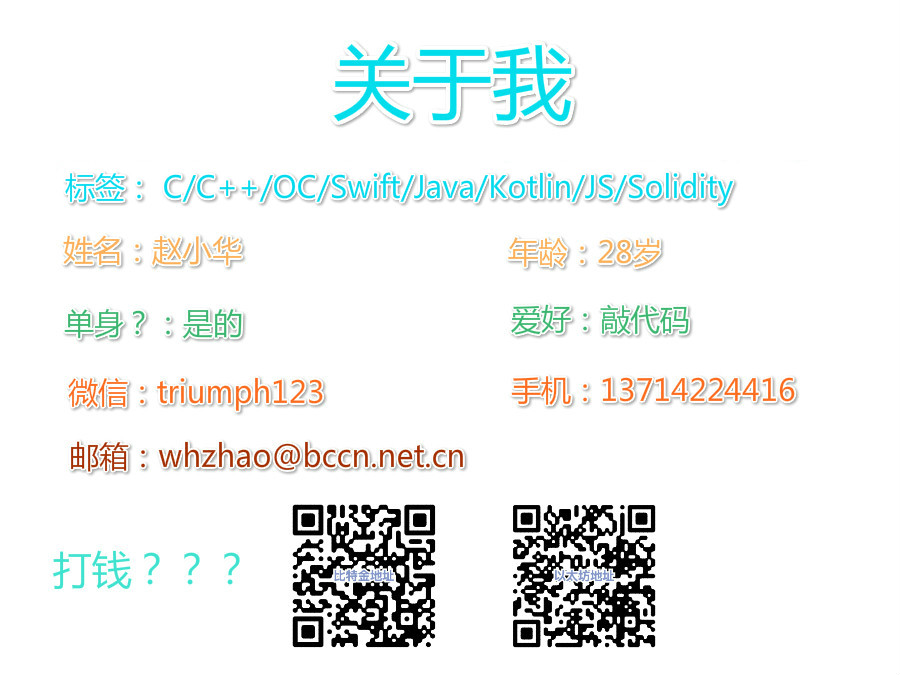 关于我
标签： C/C++/OC/Swift/Java/Kotlin/JS/Solidity
姓名：赵小华 年龄：28岁
单身？：是的 爱好：敲代码
微信：triumph123 手机：13714224416
邮箱：whzhao@bccn.net.cn
打钱？？？ 比特金地址 以太坊地址